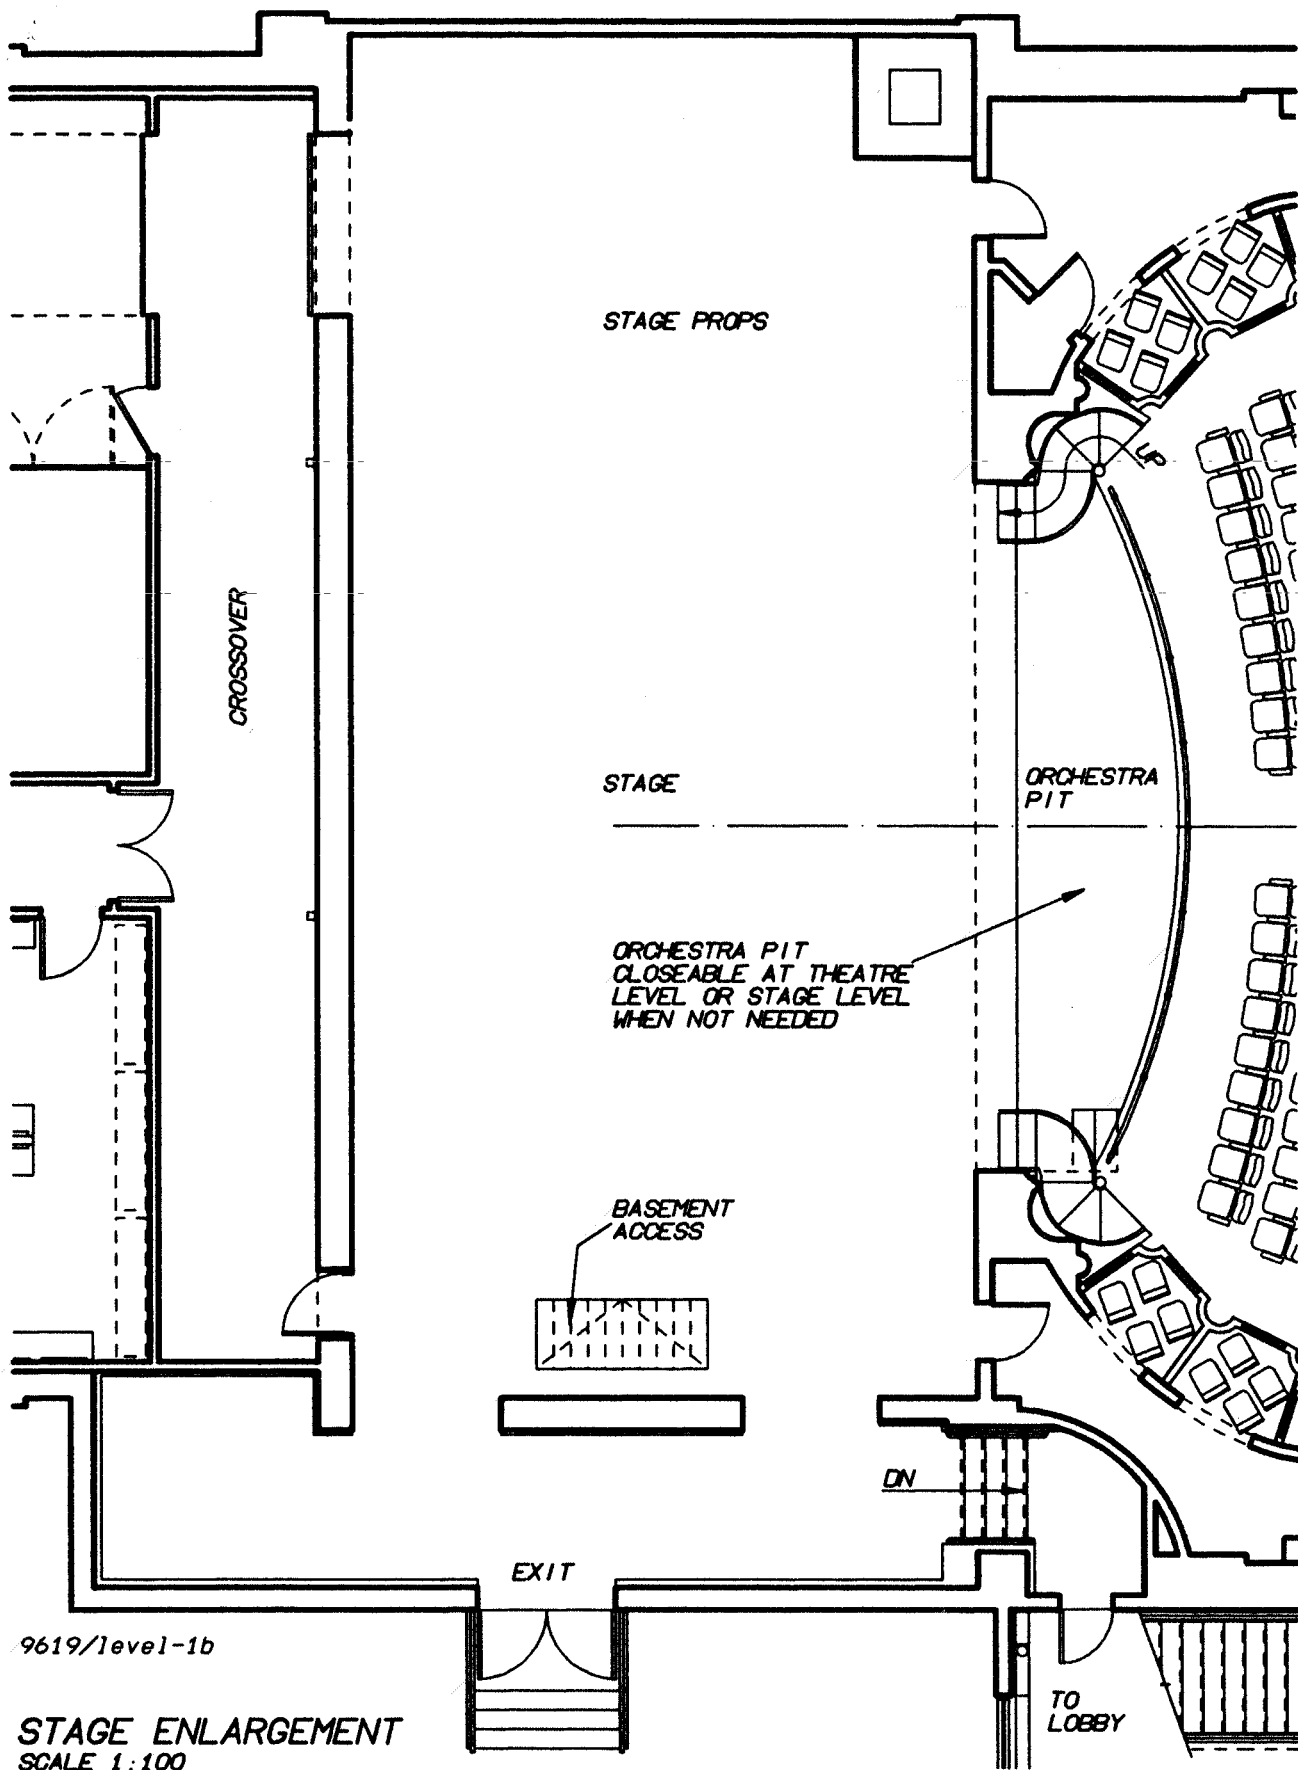 STAGE PROPS
UP
CROSSOVER
STAGE
ORCHESTRA
PIT
ORCHESTRA PIT
CLOSEABLE AT THEATRE
LEVEL OR STAGE LEVEL
WHEN NOT NEEDED
BASEMENT
ACCESS
DN
EXIT
9619/level-1b
TO
LOBBY
STAGE ENLARGEMENT
SCALE 1:100